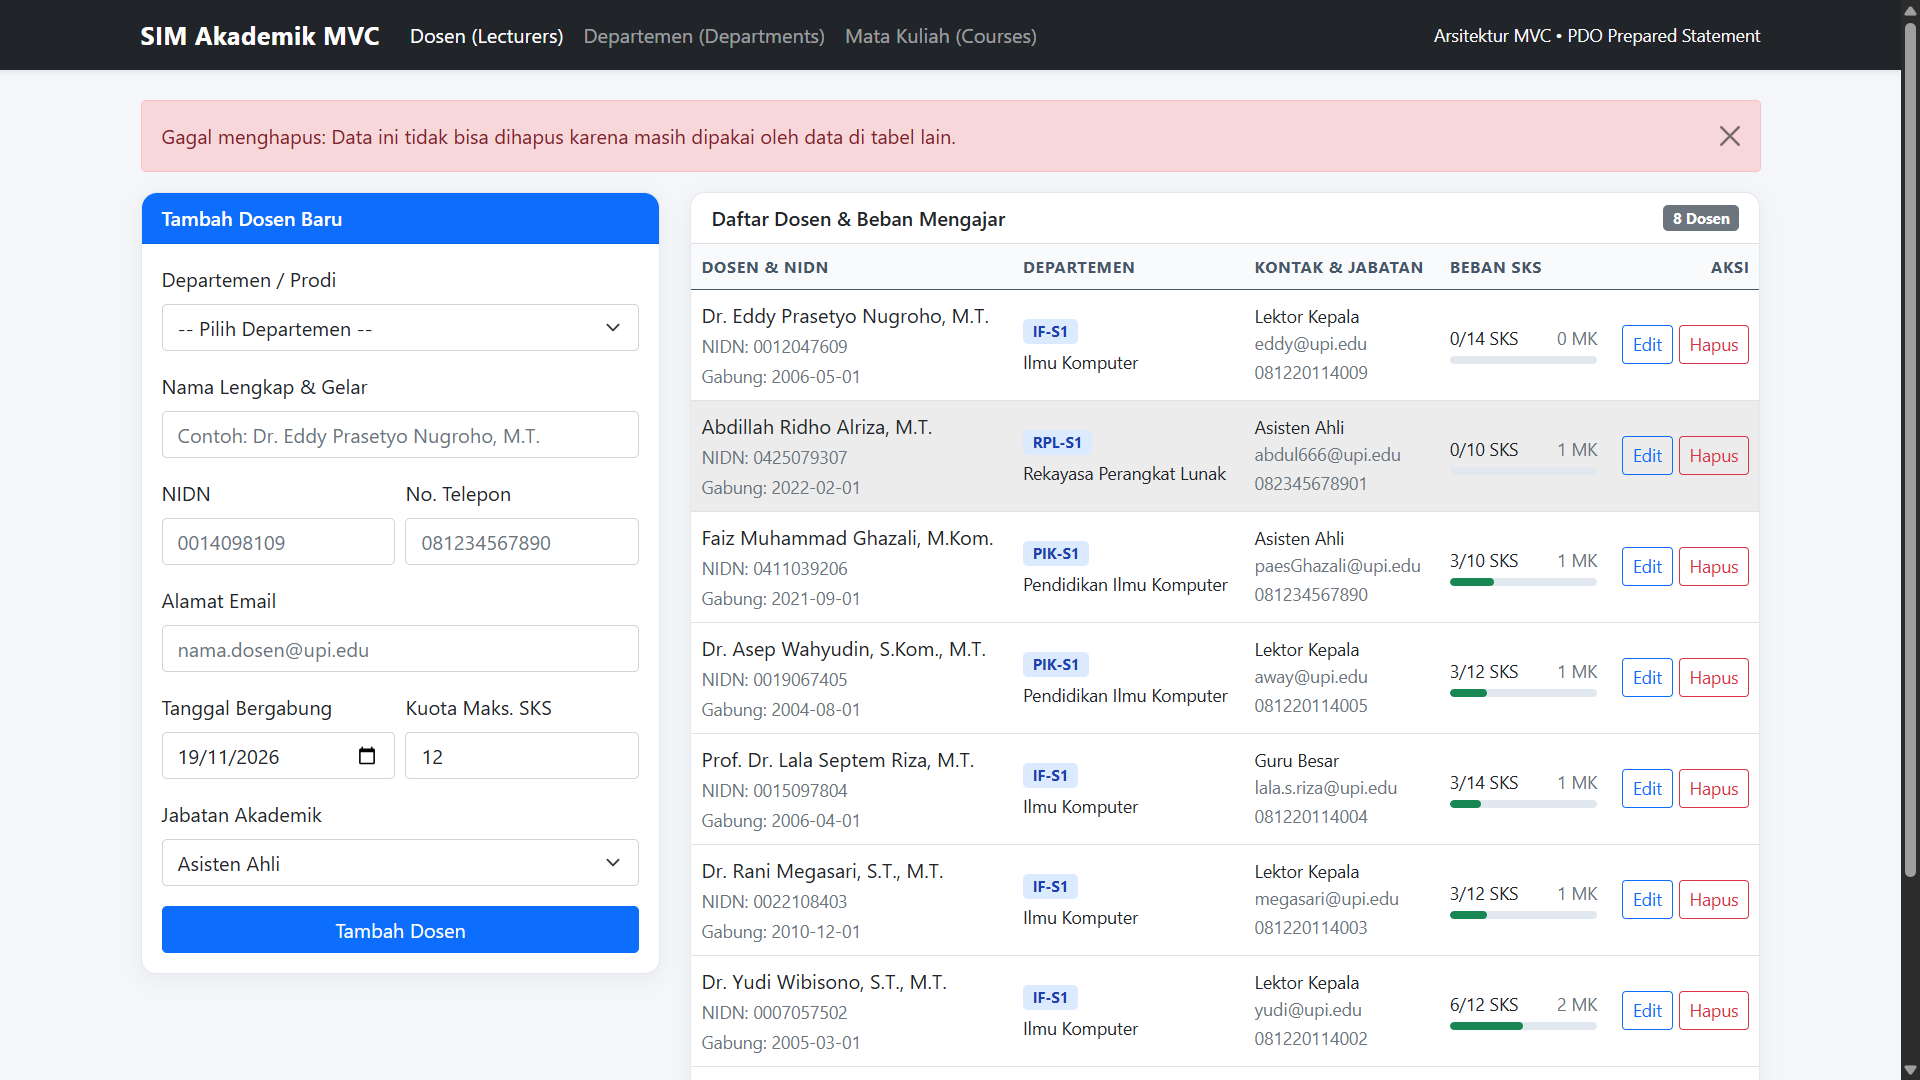 SIM Akademik MVC
Dosen (Lecturers)
Departemen (Departments)
Mata Kuliah (Courses)
Arsitektur MVC • PDO Prepared Statement
Gagal menghapus: Data ini tidak bisa dihapus karena masih dipakai oleh data di tabel lain.
Tambah Dosen Baru
Departemen / Prodi
-- Pilih Departemen --
Nama Lengkap & Gelar
Contoh: Dr. Eddy Prasetyo Nugroho, M.T.
NIDN
No. Telepon
0014098109
081234567890
Alamat Email
nama.dosen@upi.edu
Tanggal Bergabung
Kuota Maks. SKS
19/11/2026
12
Jabatan Akademik
Asisten Ahli
Tambah Dosen
Daftar Dosen & Beban Mengajar
8 Dosen
DOSEN & NIDN
DEPARTEMEN
KONTAK & JABATAN
BEBAN SKS
AKSI
Dr. Eddy Prasetyo Nugroho, M.T.
NIDN: 0012047609
Gabung: 2006-05-01
IF-S1
Ilmu Komputer
Lektor Kepala
eddy@upi.edu
081220114009
0/14 SKS
0 MK
Edit
Hapus
Abdillah Ridho Alriza, M.T.
NIDN: 0425079307
Gabung: 2022-02-01
RPL-S1
Rekayasa Perangkat Lunak
Asisten Ahli
abdul666@upi.edu
082345678901
0/10 SKS
1 MK
Edit
Hapus
Faiz Muhammad Ghazali, M.Kom.
NIDN: 0411039206
Gabung: 2021-09-01
PIK-S1
Pendidikan Ilmu Komputer
Asisten Ahli
paesGhazali@upi.edu
081234567890
3/10 SKS
1 MK
Edit
Hapus
Dr. Asep Wahyudin, S.Kom., M.T.
NIDN: 0019067405
Gabung: 2004-08-01
PIK-S1
Pendidikan Ilmu Komputer
Lektor Kepala
away@upi.edu
081220114005
3/12 SKS
1 MK
Edit
Hapus
Prof. Dr. Lala Septem Riza, M.T.
NIDN: 0015097804
Gabung: 2006-04-01
IF-S1
Ilmu Komputer
Guru Besar
lala.s.riza@upi.edu
081220114004
3/14 SKS
1 MK
Edit
Hapus
Dr. Rani Megasari, S.T., M.T.
NIDN: 0022108403
Gabung: 2010-12-01
IF-S1
Ilmu Komputer
Lektor Kepala
megasari@upi.edu
081220114003
3/12 SKS
1 MK
Edit
Hapus
Dr. Yudi Wibisono, S.T., M.T.
NIDN: 0007057502
Gabung: 2005-03-01
IF-S1
Ilmu Komputer
Lektor Kepala
yudi@upi.edu
081220114002
6/12 SKS
2 MK
Edit
Hapus